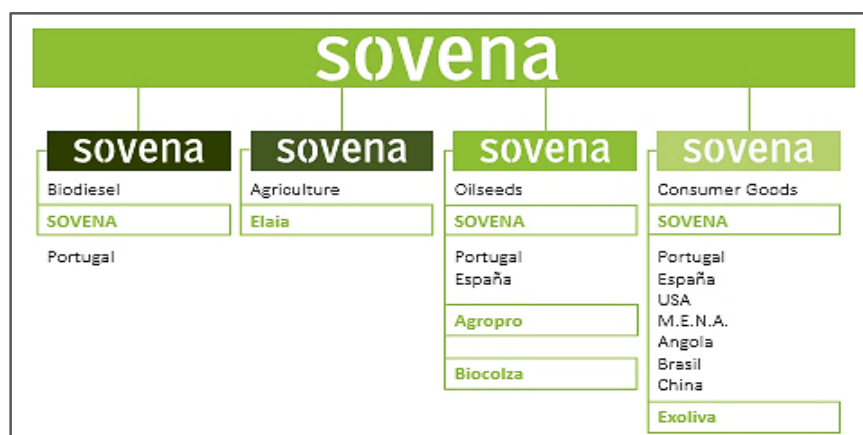 sovena
sovena
Biodiesel
SOVENA
Portugal
sovena
Agriculture
Elaia
sovena
Oilseeds
SOVENA
Portugal
España
Agropro
Biocolza
sovena
Consumer Goods
SOVENA
Portugal
España
USA
M.E.N.A.
Angola
Brasil
China
Exoliva